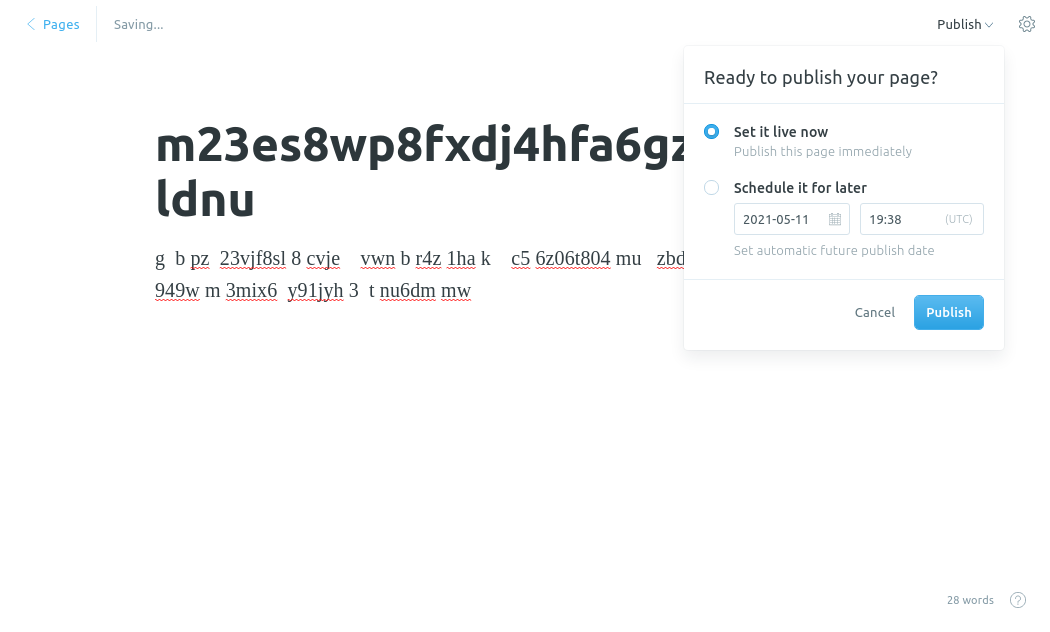 Pages
Saving...
Publish
Ready to publish your page?
Set it live now
Publish this page immediately
Schedule it for later
2021-05-11
19:38
(UTC)
Set automatic future publish date
Cancel
Publish
m23es8wp8fxdj4hfa6gz
ldnu
g b pz 23vjf8sl 8 cvje vwn b r4z 1ha k c5 6z06t804 mu zbd
949w m 3mix6 y91jyh 3 t nu6dm mw
28 words
?